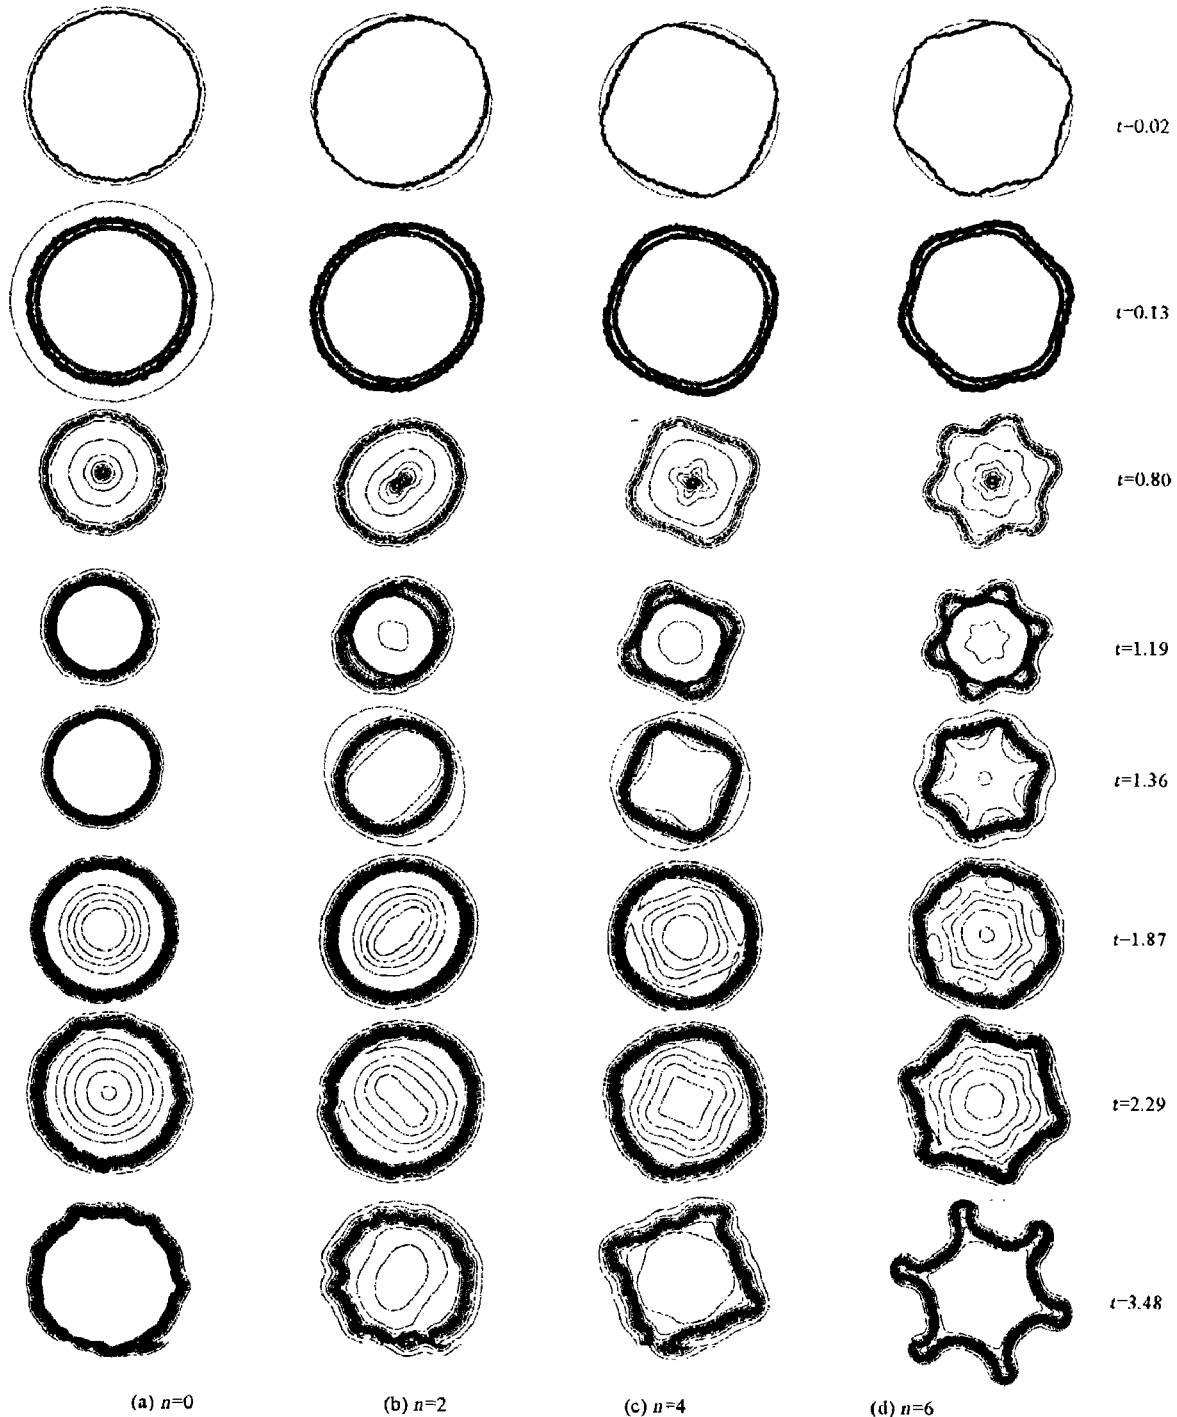 t=0.02
t=0.13
t=0.80
t=1.19
t=1.36
t=1.87
t=2.29
t=3.48
(a) n=0 (b) n=2 (c) n=4 (d) n=6